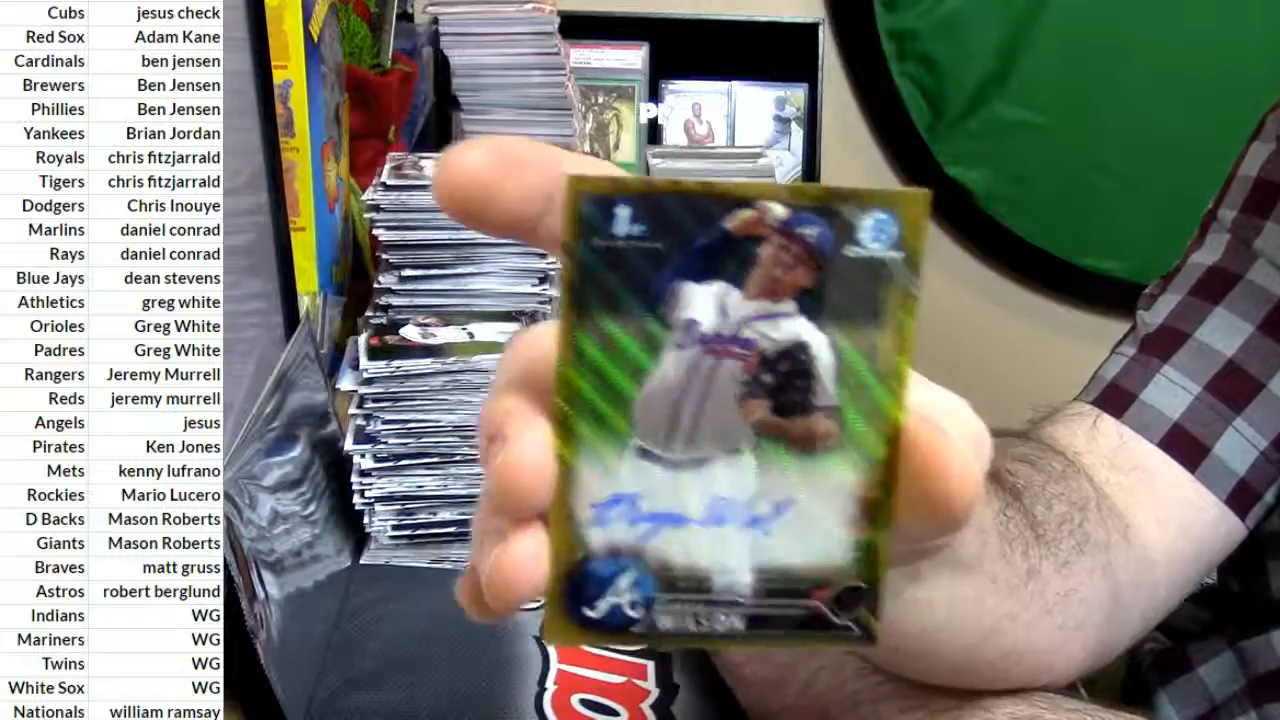 Cubs jesus check
Red Sox Adam Kane
Cardinals ben jensen
Brewers Ben Jensen
Phillies Ben Jensen
Yankees Brian Jordan
Royals chris fitzjarrald
Tigers chris fitzjarrald
Dodgers Chris Inouye
Marlins daniel conrad
Rays daniel conrad
Blue Jays dean stevens
Athletics greg white
Orioles Greg White
Padres Greg White
Rangers Jeremy Murrell
Reds jeremy murrell
Angels jesus
Pirates Ken Jones
Mets kenny lufrano
Rockies Mario Lucero
D Backs Mason Roberts
Giants Mason Roberts
Braves matt gruss
Astros robert berglund
Indians WG
Mariners WG
Twins WG
White Sox WG
Nationals william ramsay
A